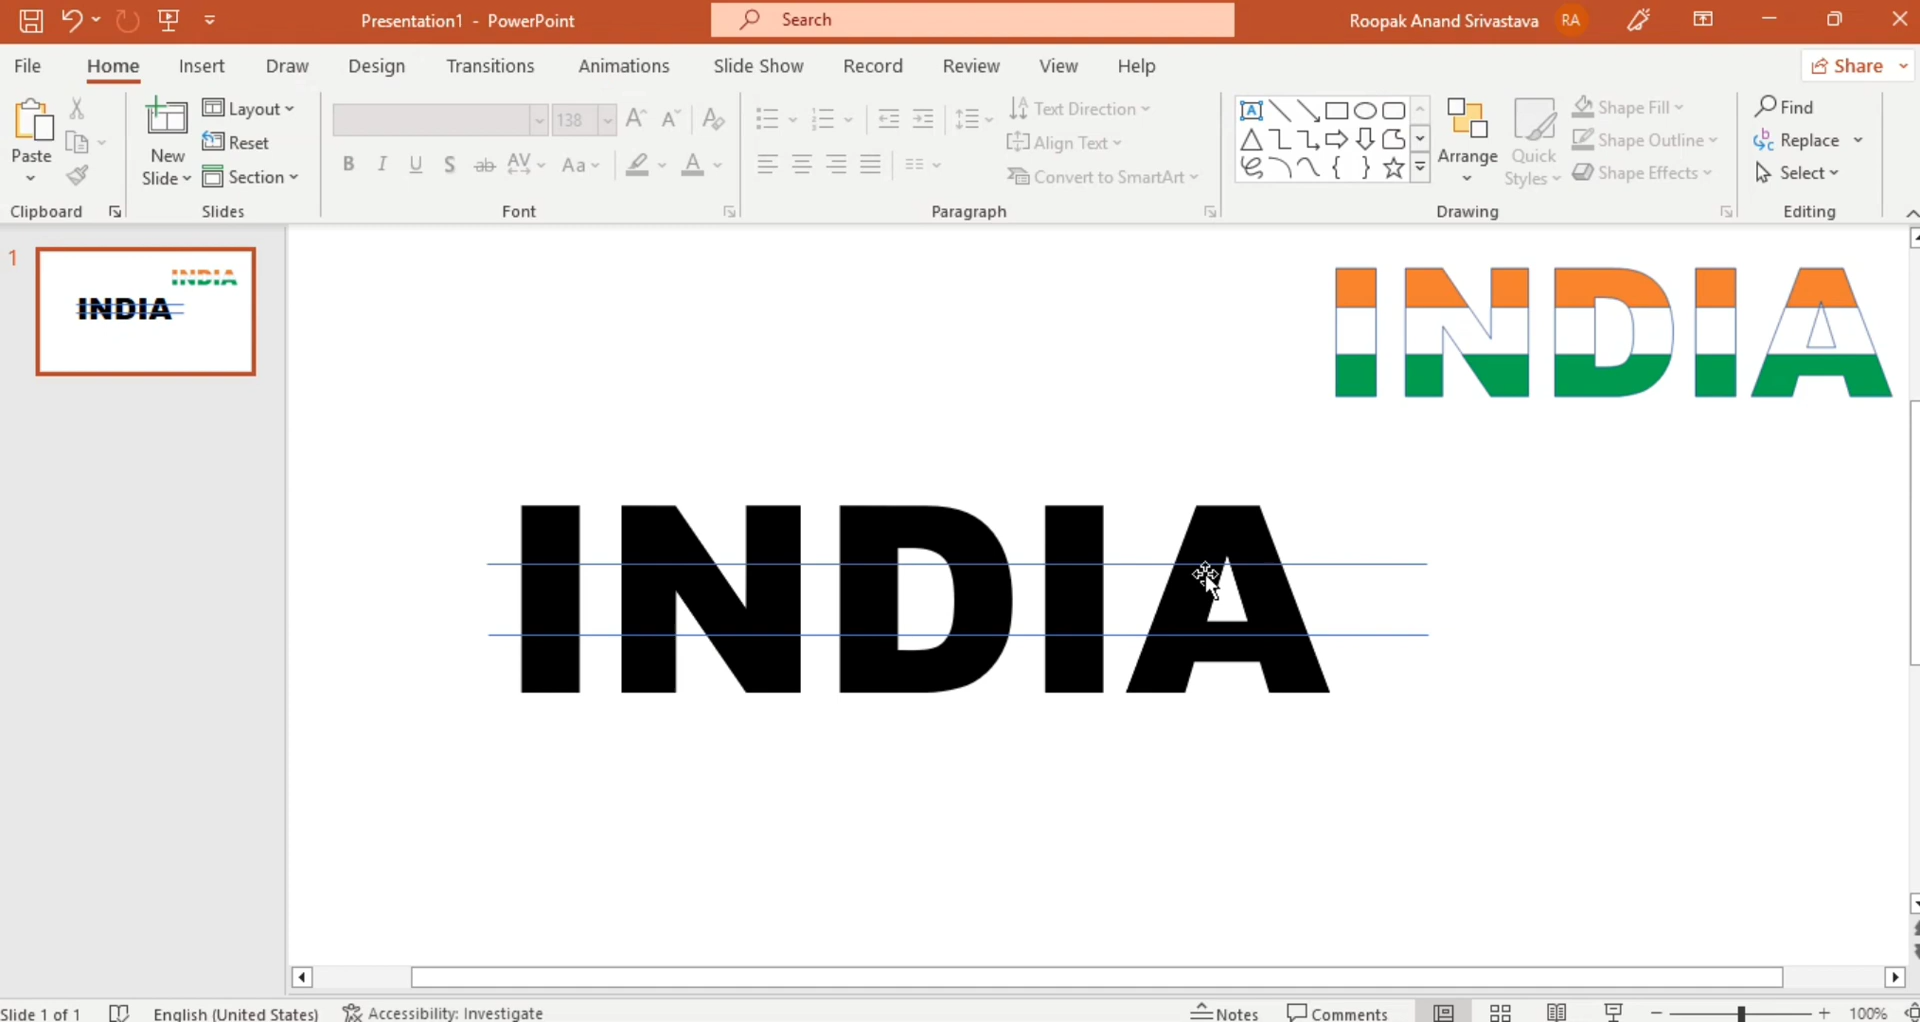 Presentation1 - PowerPoint
Search
Roopak Anand Srivastava
RA
File Home Insert Draw Design Transitions Animations Slide Show Record Review View Help
Share
Paste
New Slide
Layout
Reset
Section
138
B I U S ab AV Aa A
Text Direction
Align Text
Convert to SmartArt
Arrange
Quick Styles
Shape Fill
Shape Outline
Shape Effects
Find
Replace
Select
Clipboard Slides Font Paragraph Drawing Editing
1
INDIA
INDIA
INDIA
INDIA
Slide 1 of 1 English (United States) Accessibility: Investigate Notes Comments 100%